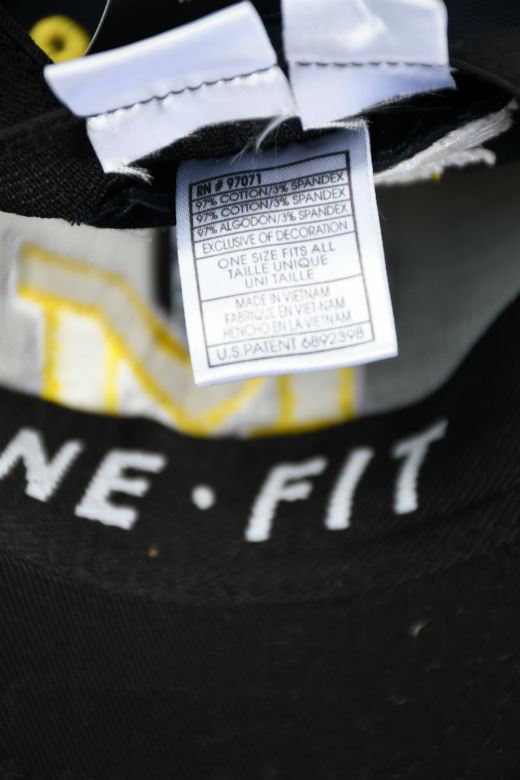 RN # 97071
97% COTTON/3% SPANDEX
97% COTTON/3% SPANDEX
97% ALGODON/3% SPANDEX
EXCLUSIVE OF DECORATION
ONE SIZE FITS ALL
TAILLE UNIQUE
UNI TAILLE
MADE IN VIETNAM
FABRIQUE EN VIET-NAM
HENCHO EN LA VIETNAM
U.S.PATENT 6892398
NE·FIT